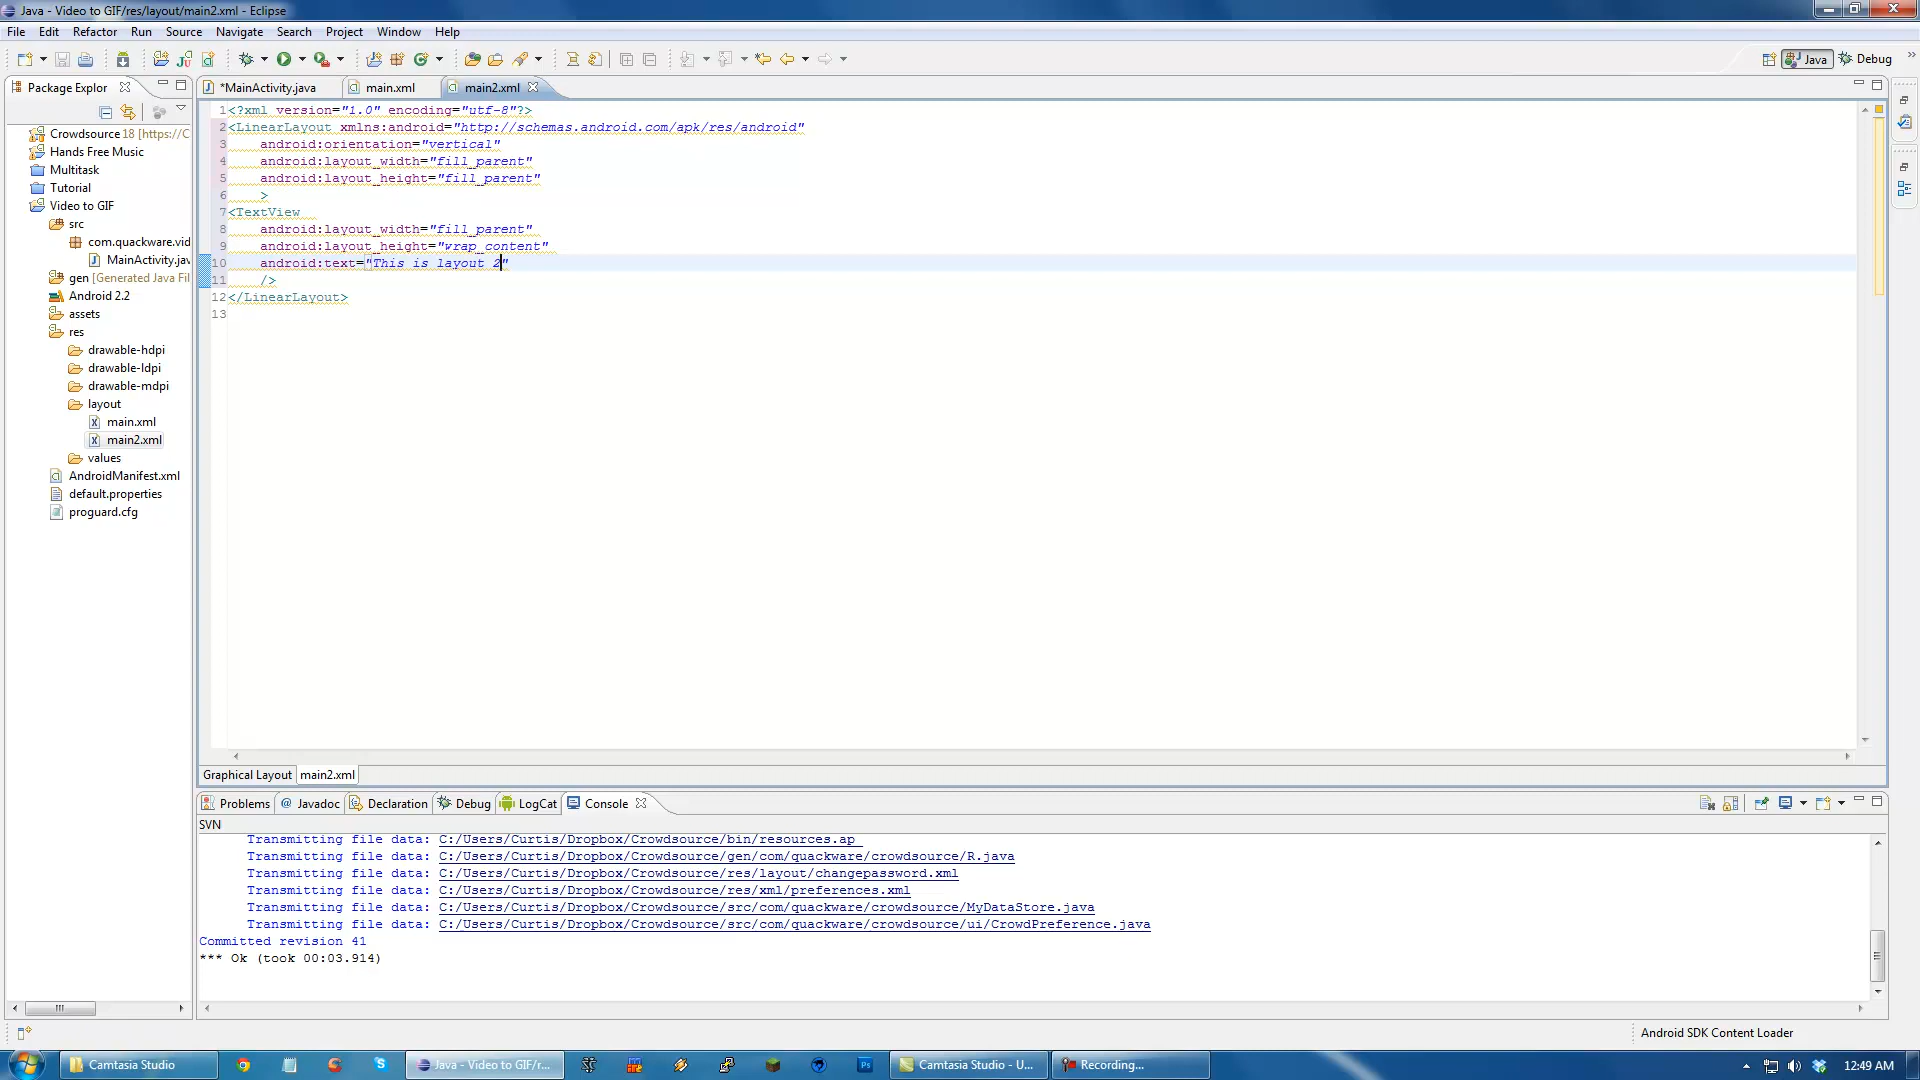 Java - Video to GIF/res/layout/main2.xml - Eclipse
File Edit Refactor Run Source Navigate Search Project Window Help
Java Debug
Package Explor
*MainActivity.java main.xml main2.xml
Crowdsource 18 [https://C
Hands Free Music
Multitask
Tutorial
Video to GIF
src
com.quackware.vid
MainActivity.jav
gen [Generated Java Fil
Android 2.2
assets
res
drawable-hdpi
drawable-ldpi
drawable-mdpi
layout
main.xml
main2.xml
values
AndroidManifest.xml
default.properties
proguard.cfg
1 <?xml version="1.0" encoding="utf-8"?>
2 <LinearLayout xmlns:android="http://schemas.android.com/apk/res/android"
3 android:orientation="vertical"
4 android:layout_width="fill_parent"
5 android:layout_height="fill_parent"
6 >
7 <TextView
8 android:layout_width="fill_parent"
9 android:layout_height="wrap_content"
10 android:text="This is layout 2"
11 />
12 </LinearLayout>
13
Graphical Layout main2.xml
Problems @ Javadoc Declaration Debug LogCat Console
SVN
Transmitting file data: C:/Users/Curtis/Dropbox/Crowdsource/bin/resources.ap_
Transmitting file data: C:/Users/Curtis/Dropbox/Crowdsource/gen/com/quackware/crowdsource/R.java
Transmitting file data: C:/Users/Curtis/Dropbox/Crowdsource/res/layout/changepassword.xml
Transmitting file data: C:/Users/Curtis/Dropbox/Crowdsource/res/xml/preferences.xml
Transmitting file data: C:/Users/Curtis/Dropbox/Crowdsource/src/com/quackware/crowdsource/MyDataStore.java
Transmitting file data: C:/Users/Curtis/Dropbox/Crowdsource/src/com/quackware/crowdsource/ui/CrowdPreference.java
Committed revision 41
*** Ok (took 00:03.914)
Android SDK Content Loader
Camtasia Studio Java - Video to GIF/r... Ps Camtasia Studio - U... Recording... 12:49 AM